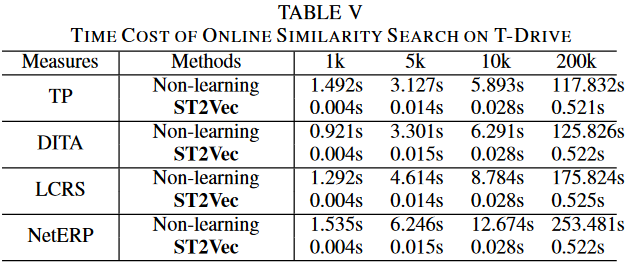 TABLE V
TIME COST OF ONLINE SIMILARITY SEARCH ON T-DRIVE
Measures Methods 1k 5k 10k 200k
TP Non-learning 1.492s 3.127s 5.893s 117.832s
ST2Vec 0.004s 0.014s 0.028s 0.521s
DITA Non-learning 0.921s 3.301s 6.291s 125.826s
ST2Vec 0.004s 0.015s 0.028s 0.522s
LCRS Non-learning 1.292s 4.614s 8.784s 175.824s
ST2Vec 0.004s 0.015s 0.028s 0.525s
NetERP Non-learning 1.535s 6.246s 12.674s 253.481s
ST2Vec 0.004s 0.015s 0.028s 0.522s